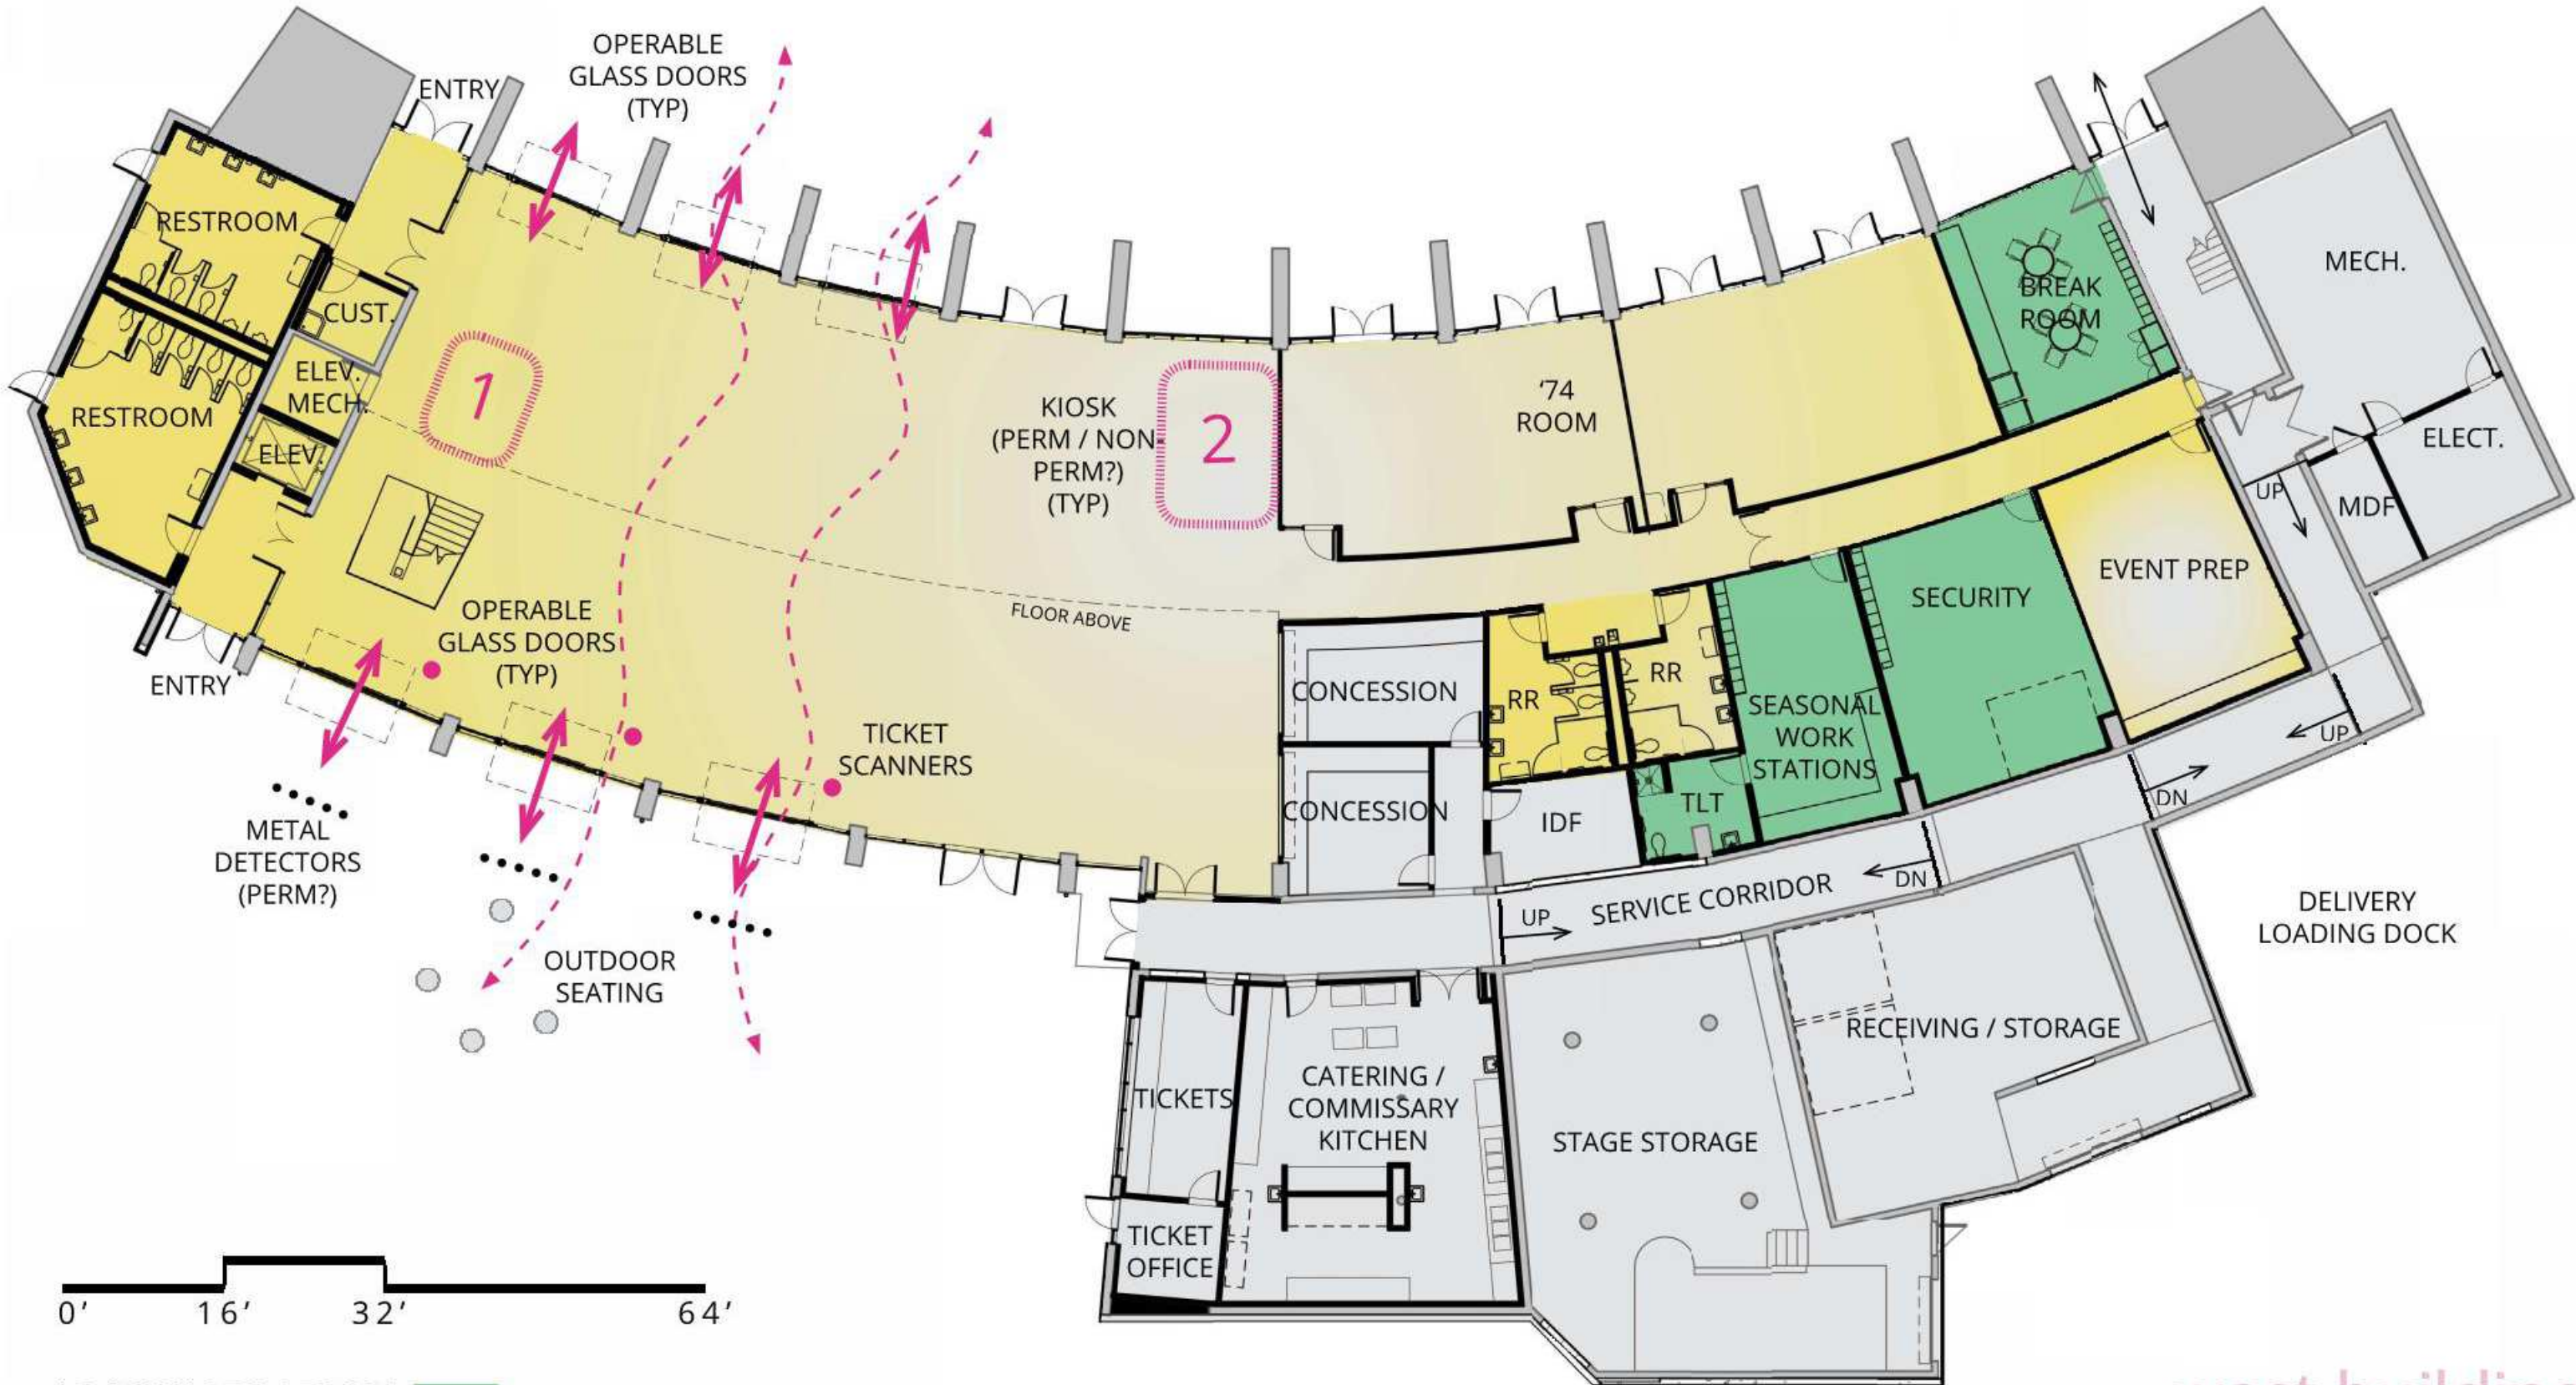 OPERABLE
GLASS DOORS
(TYP)
ENTRY
RESTROOM
CUST.
ELEV.
MECH.
RESTROOM
ELEV.
1
KIOSK
(PERM / NON-
PERM?)
(TYP)
2
'74
ROOM
BREAK
ROOM
MECH.
ELECT.
MDF
UP
EVENT PREP
SECURITY
FLOOR ABOVE
OPERABLE
GLASS DOORS
(TYP)
ENTRY
TICKET
SCANNERS
CONCESSION
CONCESSION
RR
RR
SEASONAL
WORK
STATIONS
TLT
IDF
UP
DN
DN
UP
SERVICE CORRIDOR
METAL
DETECTORS
(PERM?)
OUTDOOR
SEATING
DELIVERY
LOADING DOCK
RECEIVING / STORAGE
TICKETS
CATERING /
COMMISSARY
KITCHEN
STAGE STORAGE
TICKET
OFFICE
0' 16' 32' 64'